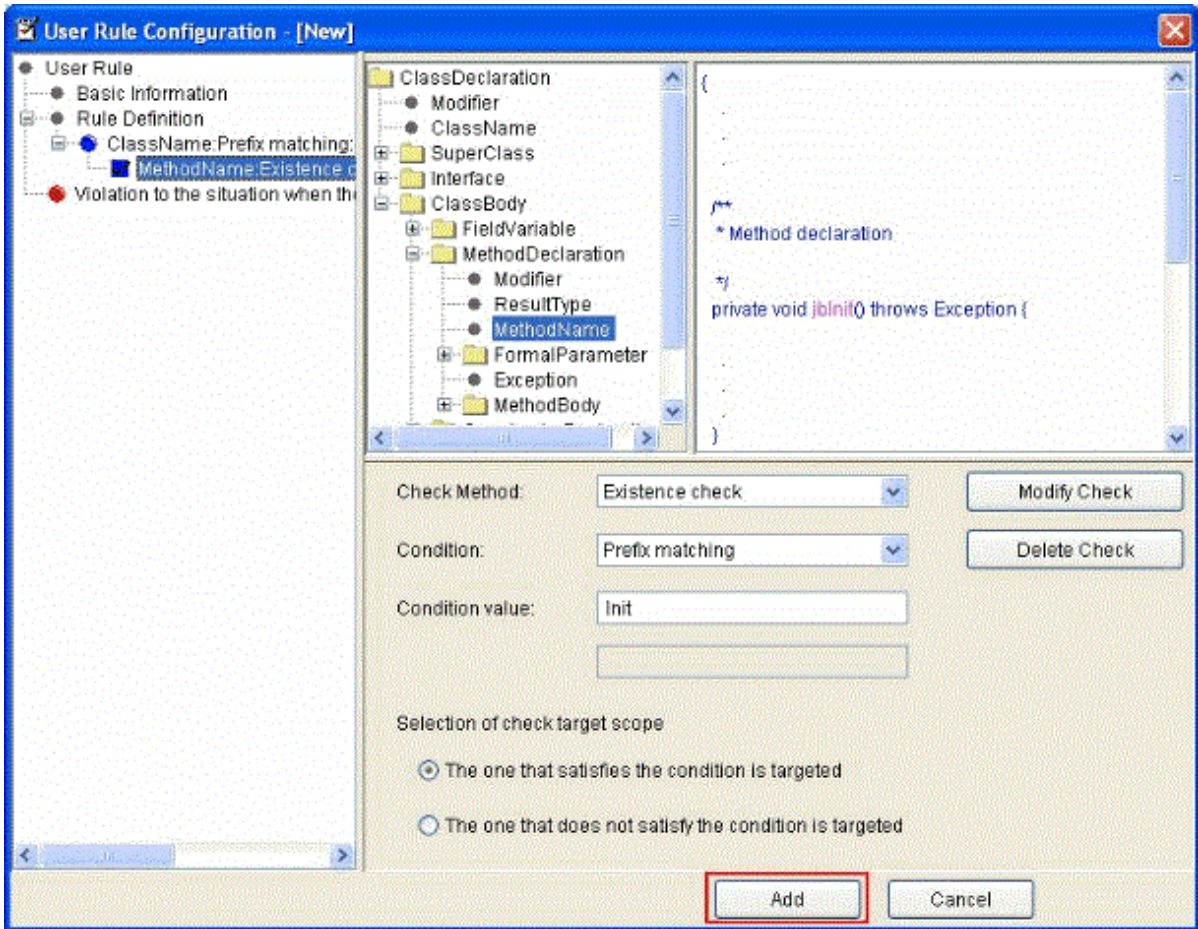 User Rule Configuration - [New]
User Rule
Basic Information
Rule Definition
ClassName:Prefix matching:
MethodName:Existence c
Violation to the situation when the
ClassDeclaration
Modifier
ClassName
SuperClass
Interface
ClassBody
FieldVariable
MethodDeclaration
Modifier
ResultType
MethodName
FormalParameter
Exception
MethodBody
{
.
.
.
/**
* Method declaration
*/
private void jbInit() throws Exception {
.
.
.
}
Check Method:
Existence check
Modify Check
Condition:
Prefix matching
Delete Check
Condition value:
Init
Selection of check target scope
The one that satisfies the condition is targeted
The one that does not satisfy the condition is targeted
Add
Cancel